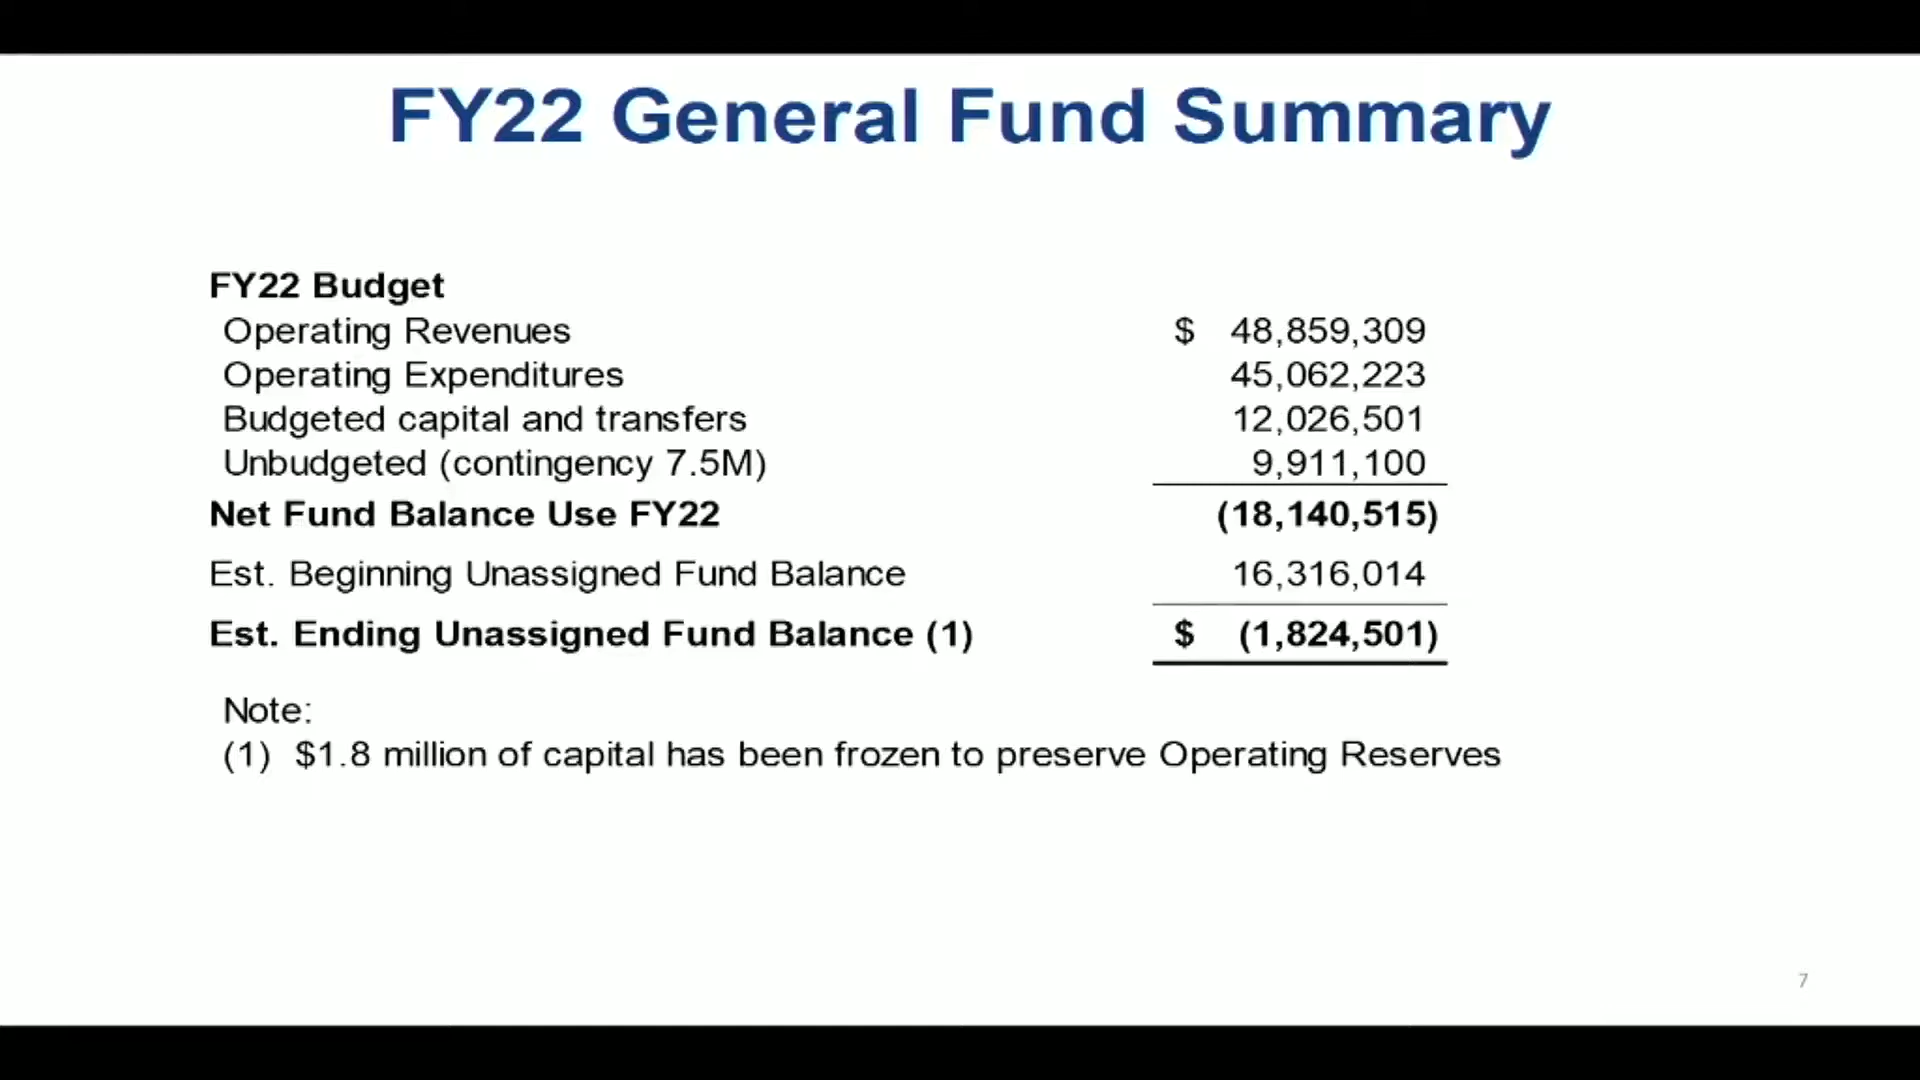 FY22 General Fund Summary
FY22 Budget
Operating Revenues $ 48,859,309
Operating Expenditures 45,062,223
Budgeted capital and transfers 12,026,501
Unbudgeted (contingency 7.5M) 9,911,100
Net Fund Balance Use FY22 (18,140,515)
Est. Beginning Unassigned Fund Balance 16,316,014
Est. Ending Unassigned Fund Balance (1) $ (1,824,501)
Note:
(1) $1.8 million of capital has been frozen to preserve Operating Reserves
7